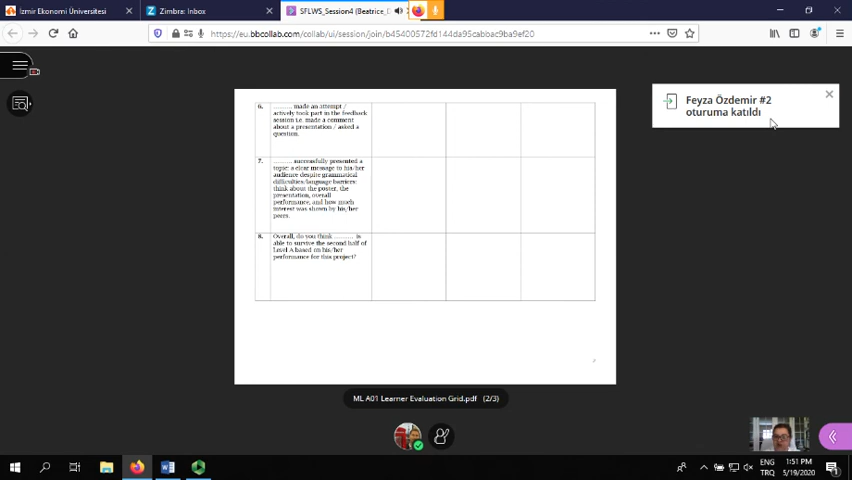 İzmir Ekonomi Üniversitesi
Zimbra: Inbox
SFLWS_Session4 (Beatrice_
https://eu.bbcollab.com/collab/ui/session/join/b45400572fd144da95cabbac9ba9ef20
Feyza Özdemir #2
oturuma katıldı
6. .......... made an attempt /
actively took part in the feedback
session i.e. made a comment
about a presentation / asked a
question.
7. .......... successfully presented a
topic: a clear message to his/her
audience despite grammatical
difficulties/language barriers:
think about the poster, the
presentation, overall
performance, and how much
interest was shown by his/her
peers.
8. Overall, do you think .......... is
able to survive the second half of
Level A based on his/her
performance for this project?
ML A01 Learner Evaluation Grid.pdf (2/3)
ENG
TRQ
1:51 PM
5/19/2020